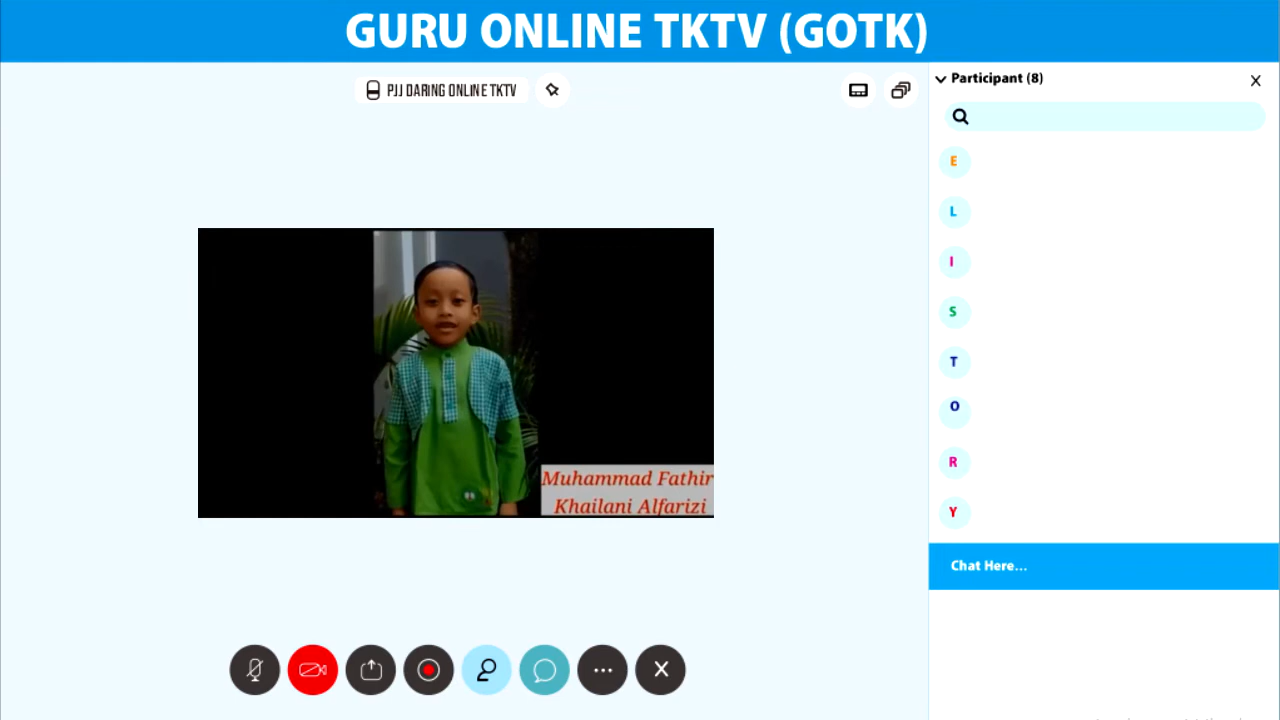 GURU ONLINE TKTV (GOTK)
PJJ DARING ONLINE TKTV
Participant (8)
X
E
L
I
S
T
O
R
Y
Muhammad Fathir
Khailani Alfarizi
Chat Here...